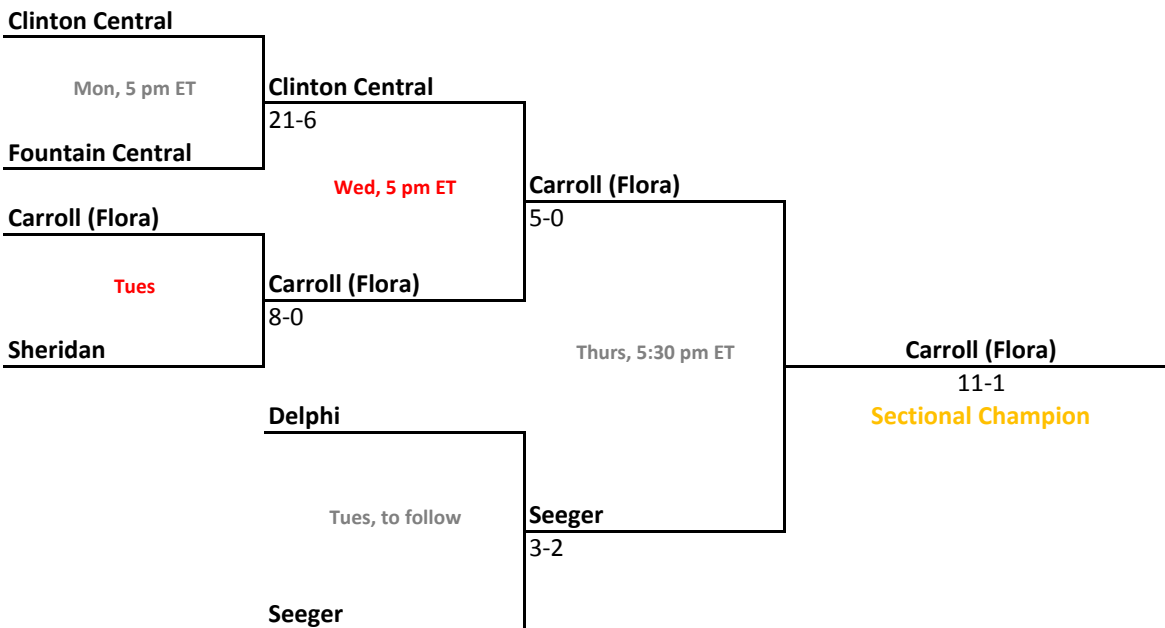 Clinton Central
Mon, 5 pm ET
Clinton Central
21-6
Fountain Central
Wed, 5 pm ET
Carroll (Flora)
5-0
Carroll (Flora)
Tues
Carroll (Flora)
8-0
Sheridan
Thurs, 5:30 pm ET
Carroll (Flora)
11-1
Sectional Champion
Delphi
Tues, to follow
Seeger
3-2
Seeger